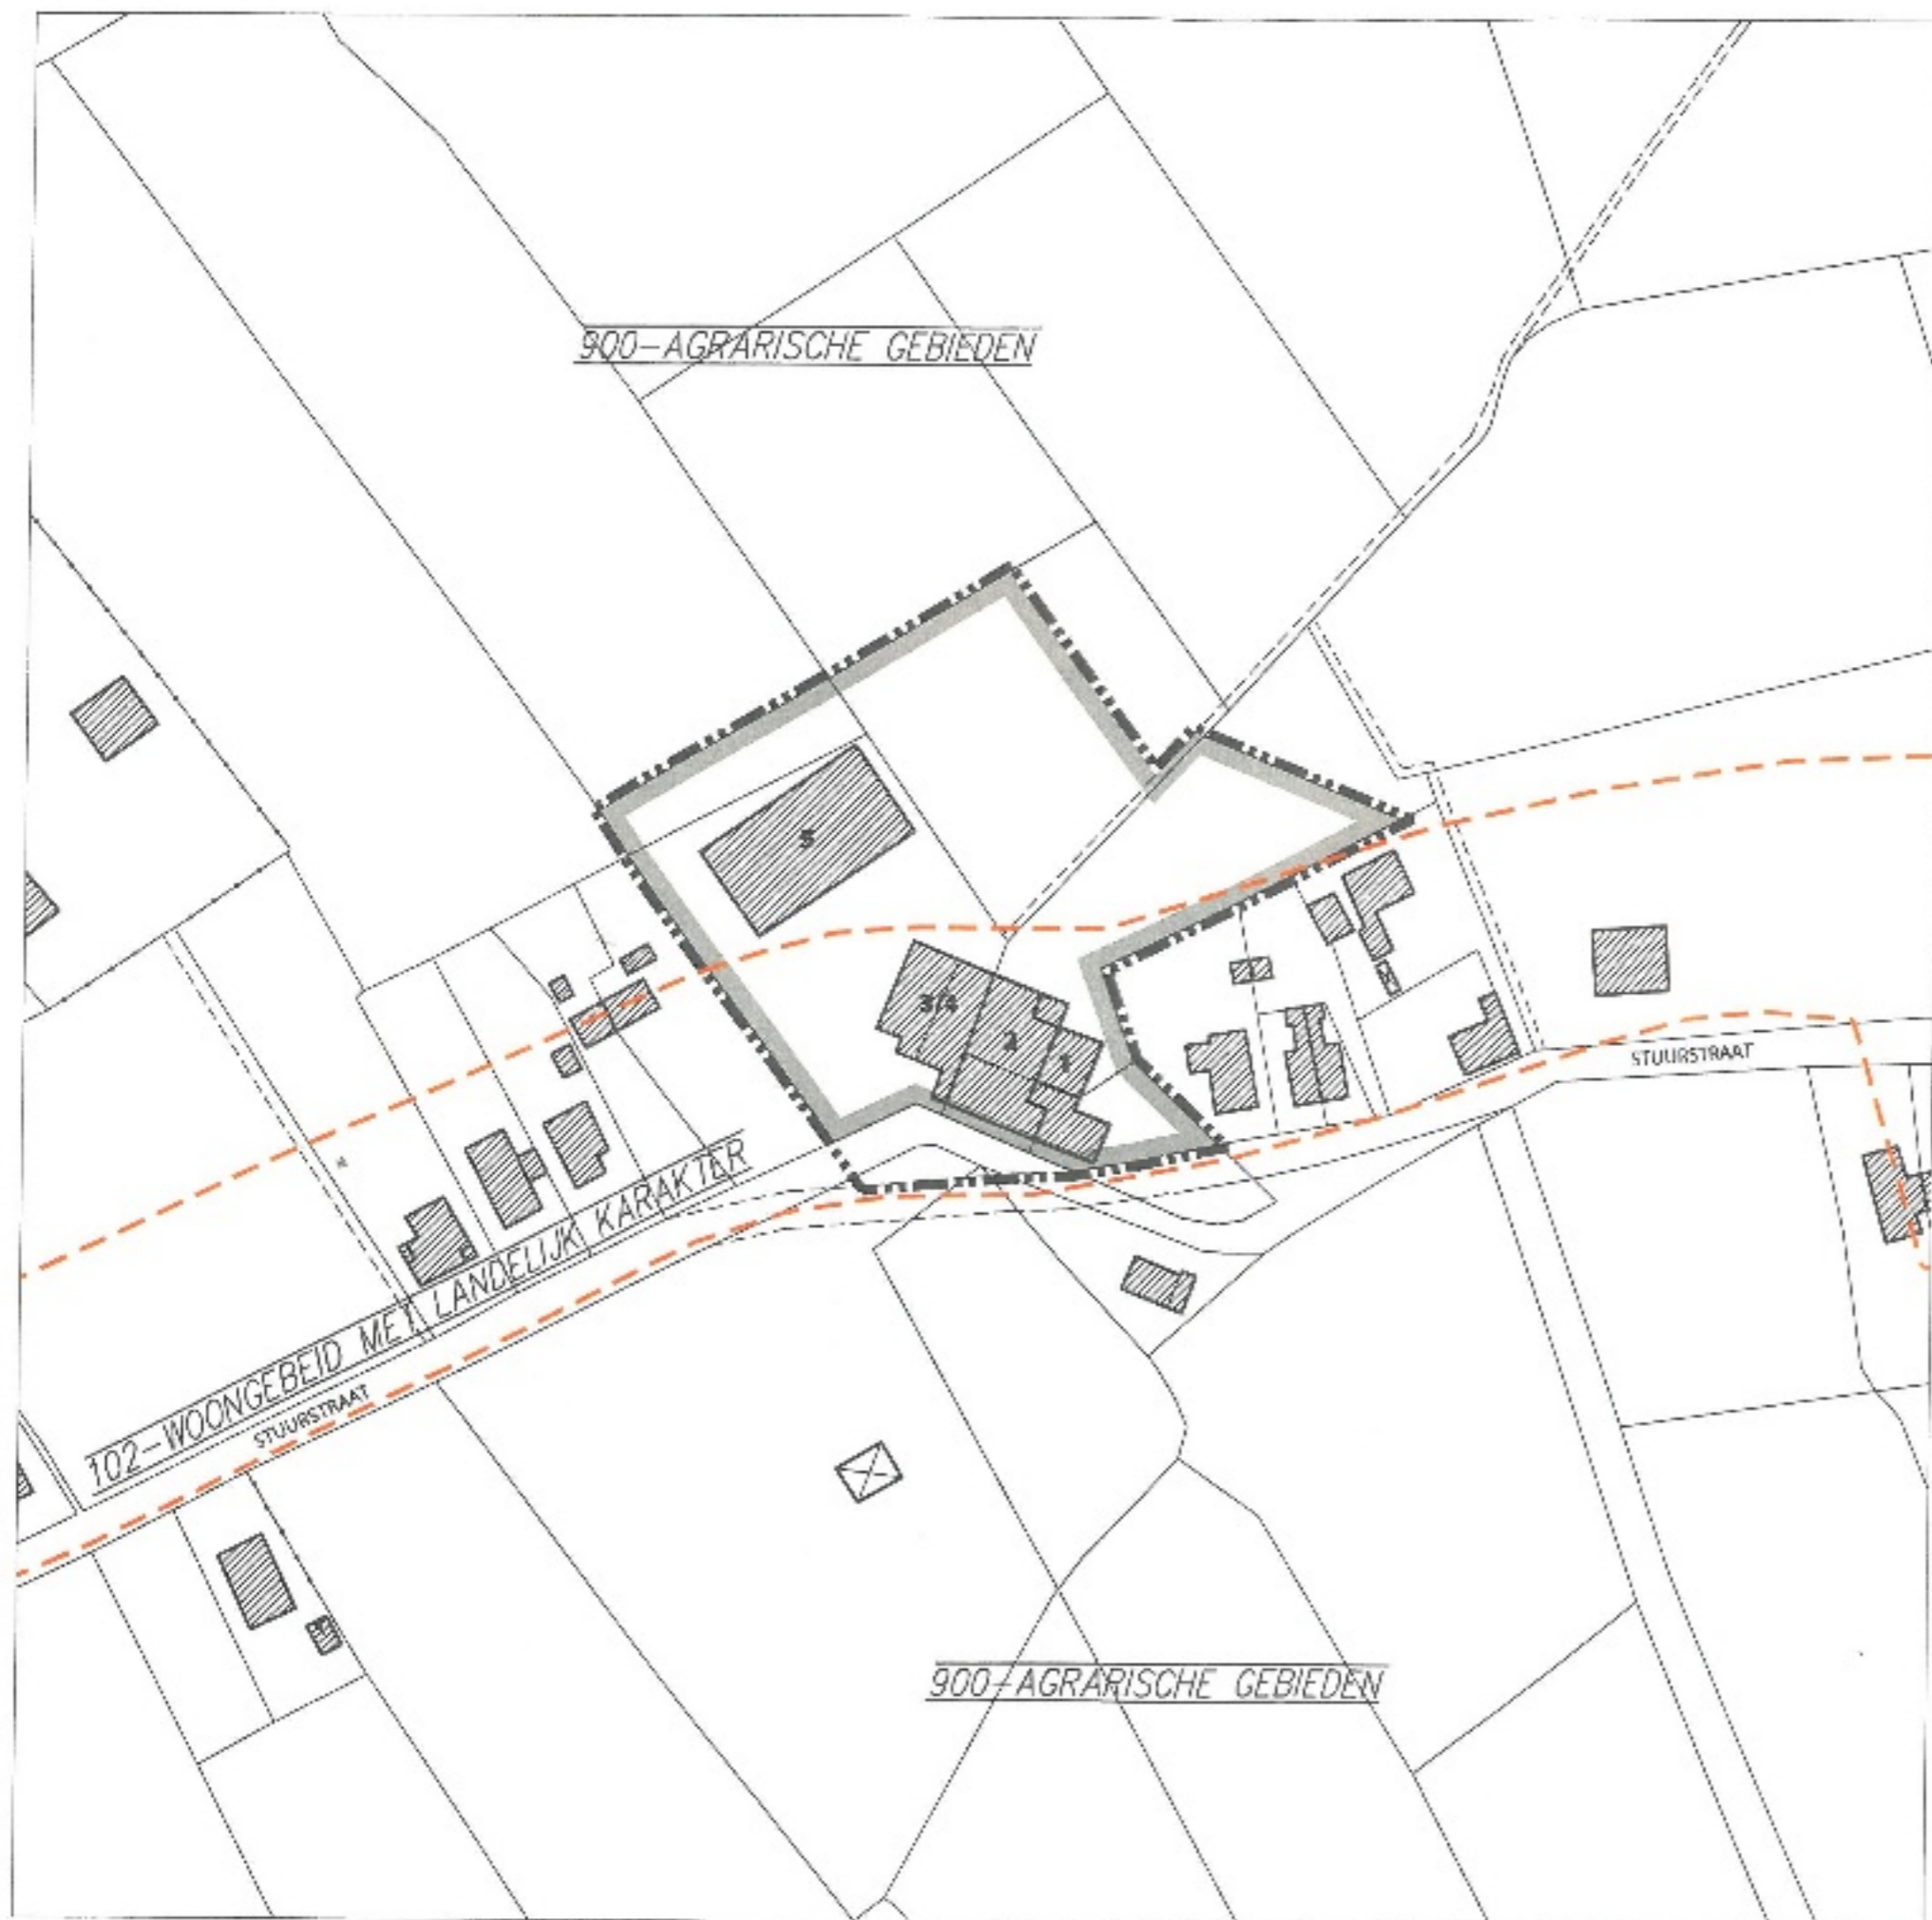 900-AGRARISCHE GEBIEDEN
5
3/4
2
1
STUURSTRAAT
102-WOONGEBEID MET LANDELIJK KARAKTER
STUURSTRAAT
900-AGRARISCHE GEBIEDEN